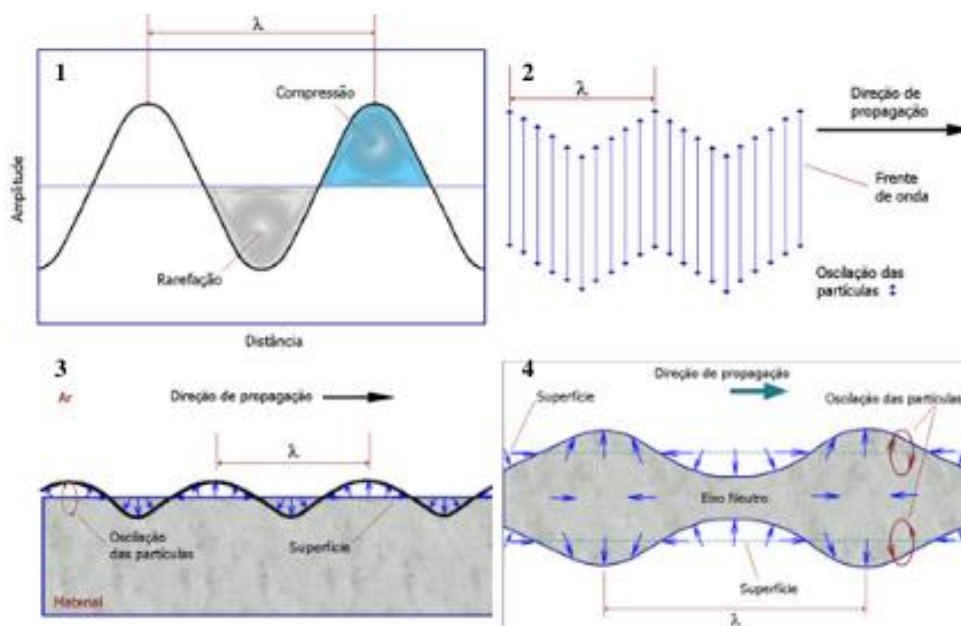 1
λ
Compressão
Rarefação
Amplitude
Distância
2
λ
Direção de
propagação
Frente
de onda
Oscilação das
partículas
3
Ar
Direção de propagação
λ
Oscilação
das partículas
Superfície
Material
4
Direção de propagação
Superfície
Oscilação das partículas
Eixo Neutro
Superfície
λ